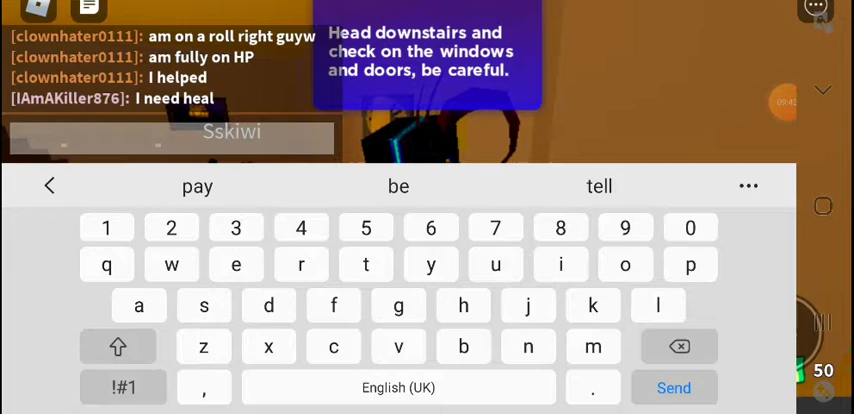 [clownhater0111]: am on a roll right guyw
[clownhater0111]: am fully on HP
[clownhater0111]: I helped
[IAmAKiller876]: I need heal
Head downstairs and
check on the windows
and doors, be careful.
09:43
Sskiwi
pay be tell
1 2 3 4 5 6 7 8 9 0
q w e r t y u i o p
a s d f g h j k l
z x c v b n m
!#1 , English (UK) . Send
50